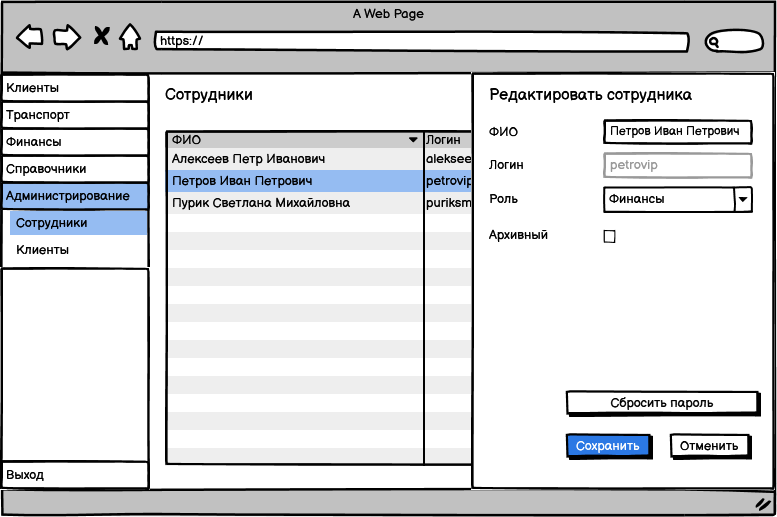 A Web Page
https://
Клиенты
Транспорт
Финансы
Справочники
Администрирование
Сотрудники
Клиенты
Выход
Сотрудники
ФИО Логин
Алексеев Петр Иванович aleksee
Петров Иван Петрович petrovip
Пурик Светлана Михайловна puriksm
Редактировать сотрудника
ФИО Петров Иван Петрович
Логин petrovip
Роль Финансы
Архивный
Сбросить пароль
Сохранить Отменить